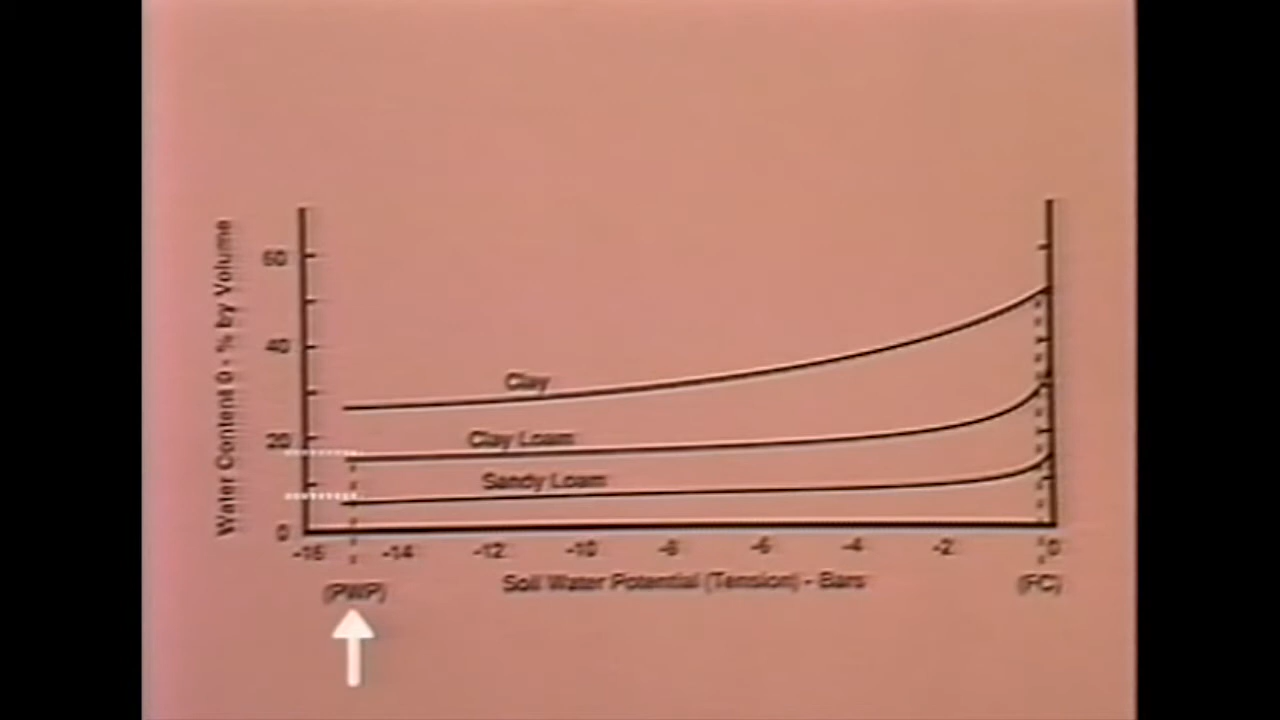 Water Content θ - % by Volume
60
40
20
0
Clay
Clay Loam
Sandy Loam
-16 -14 -12 -10 -8 -6 -4 -2 0
(PWP) Soil Water Potential (Tension) - Bars (FC)